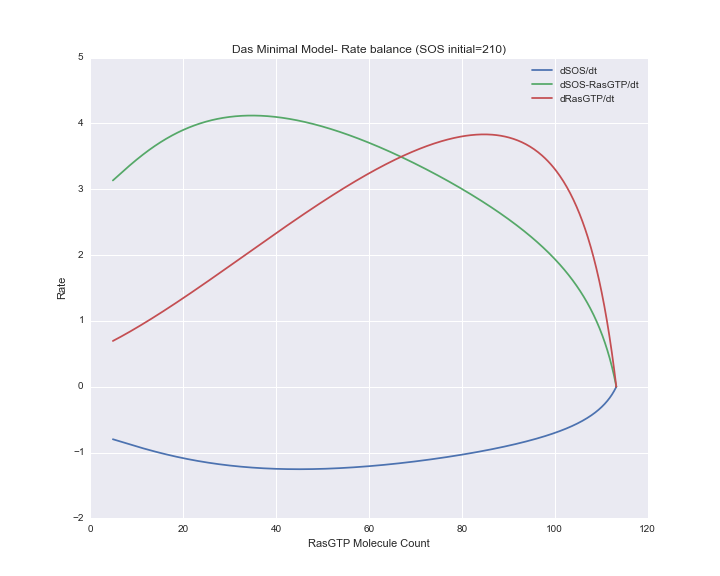 Das Minimal Model- Rate balance (SOS initial=210)
5
4
3
2
1
0
−1
−2
Rate
dSOS/dt
dSOS-RasGTP/dt
dRasGTP/dt
0 20 40 60 80 100 120
RasGTP Molecule Count